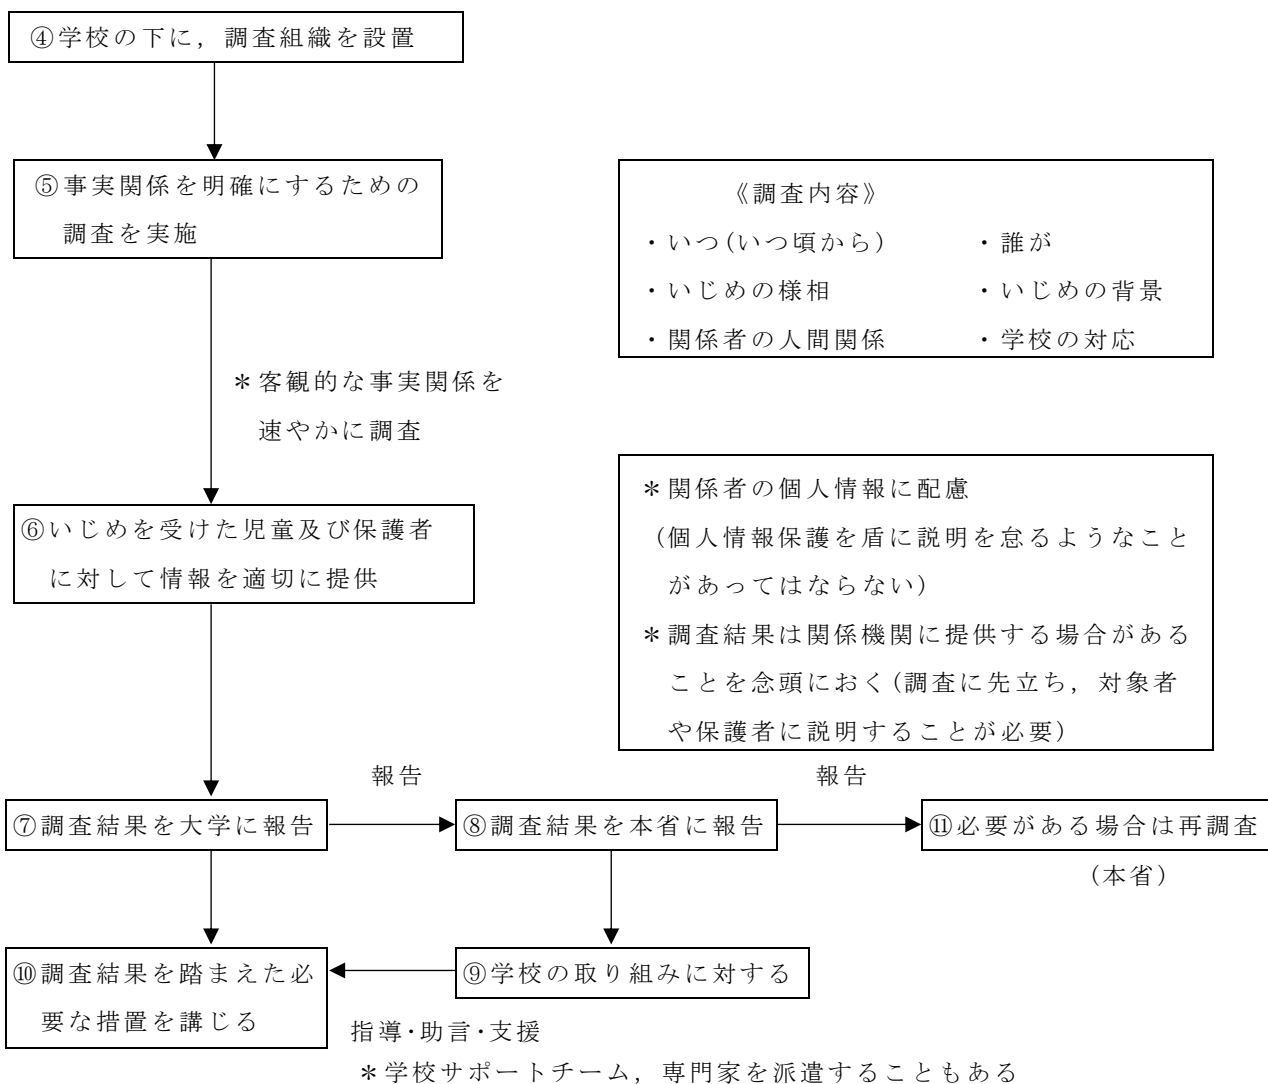 ④学校の下に，調査組織を設置
⑤事実関係を明確にするための
調査を実施
《調査内容》
・いつ(いつ頃から)　・誰が
・いじめの様相　・いじめの背景
・関係者の人間関係　・学校の対応
＊客観的な事実関係を
速やかに調査
＊関係者の個人情報に配慮
(個人情報保護を盾に説明を怠るようなこと
があってはならない)
＊調査結果は関係機関に提供する場合がある
ことを念頭におく(調査に先立ち，対象者
や保護者に説明することが必要)
⑥いじめを受けた児童及び保護者
に対して情報を適切に提供
報告
報告
⑦調査結果を大学に報告
⑧調査結果を本省に報告
⑪必要がある場合は再調査
(本省)
⑩調査結果を踏まえた必
要な措置を講じる
⑨学校の取り組みに対する
指導・助言・支援
＊学校サポートチーム，専門家を派遣することもある